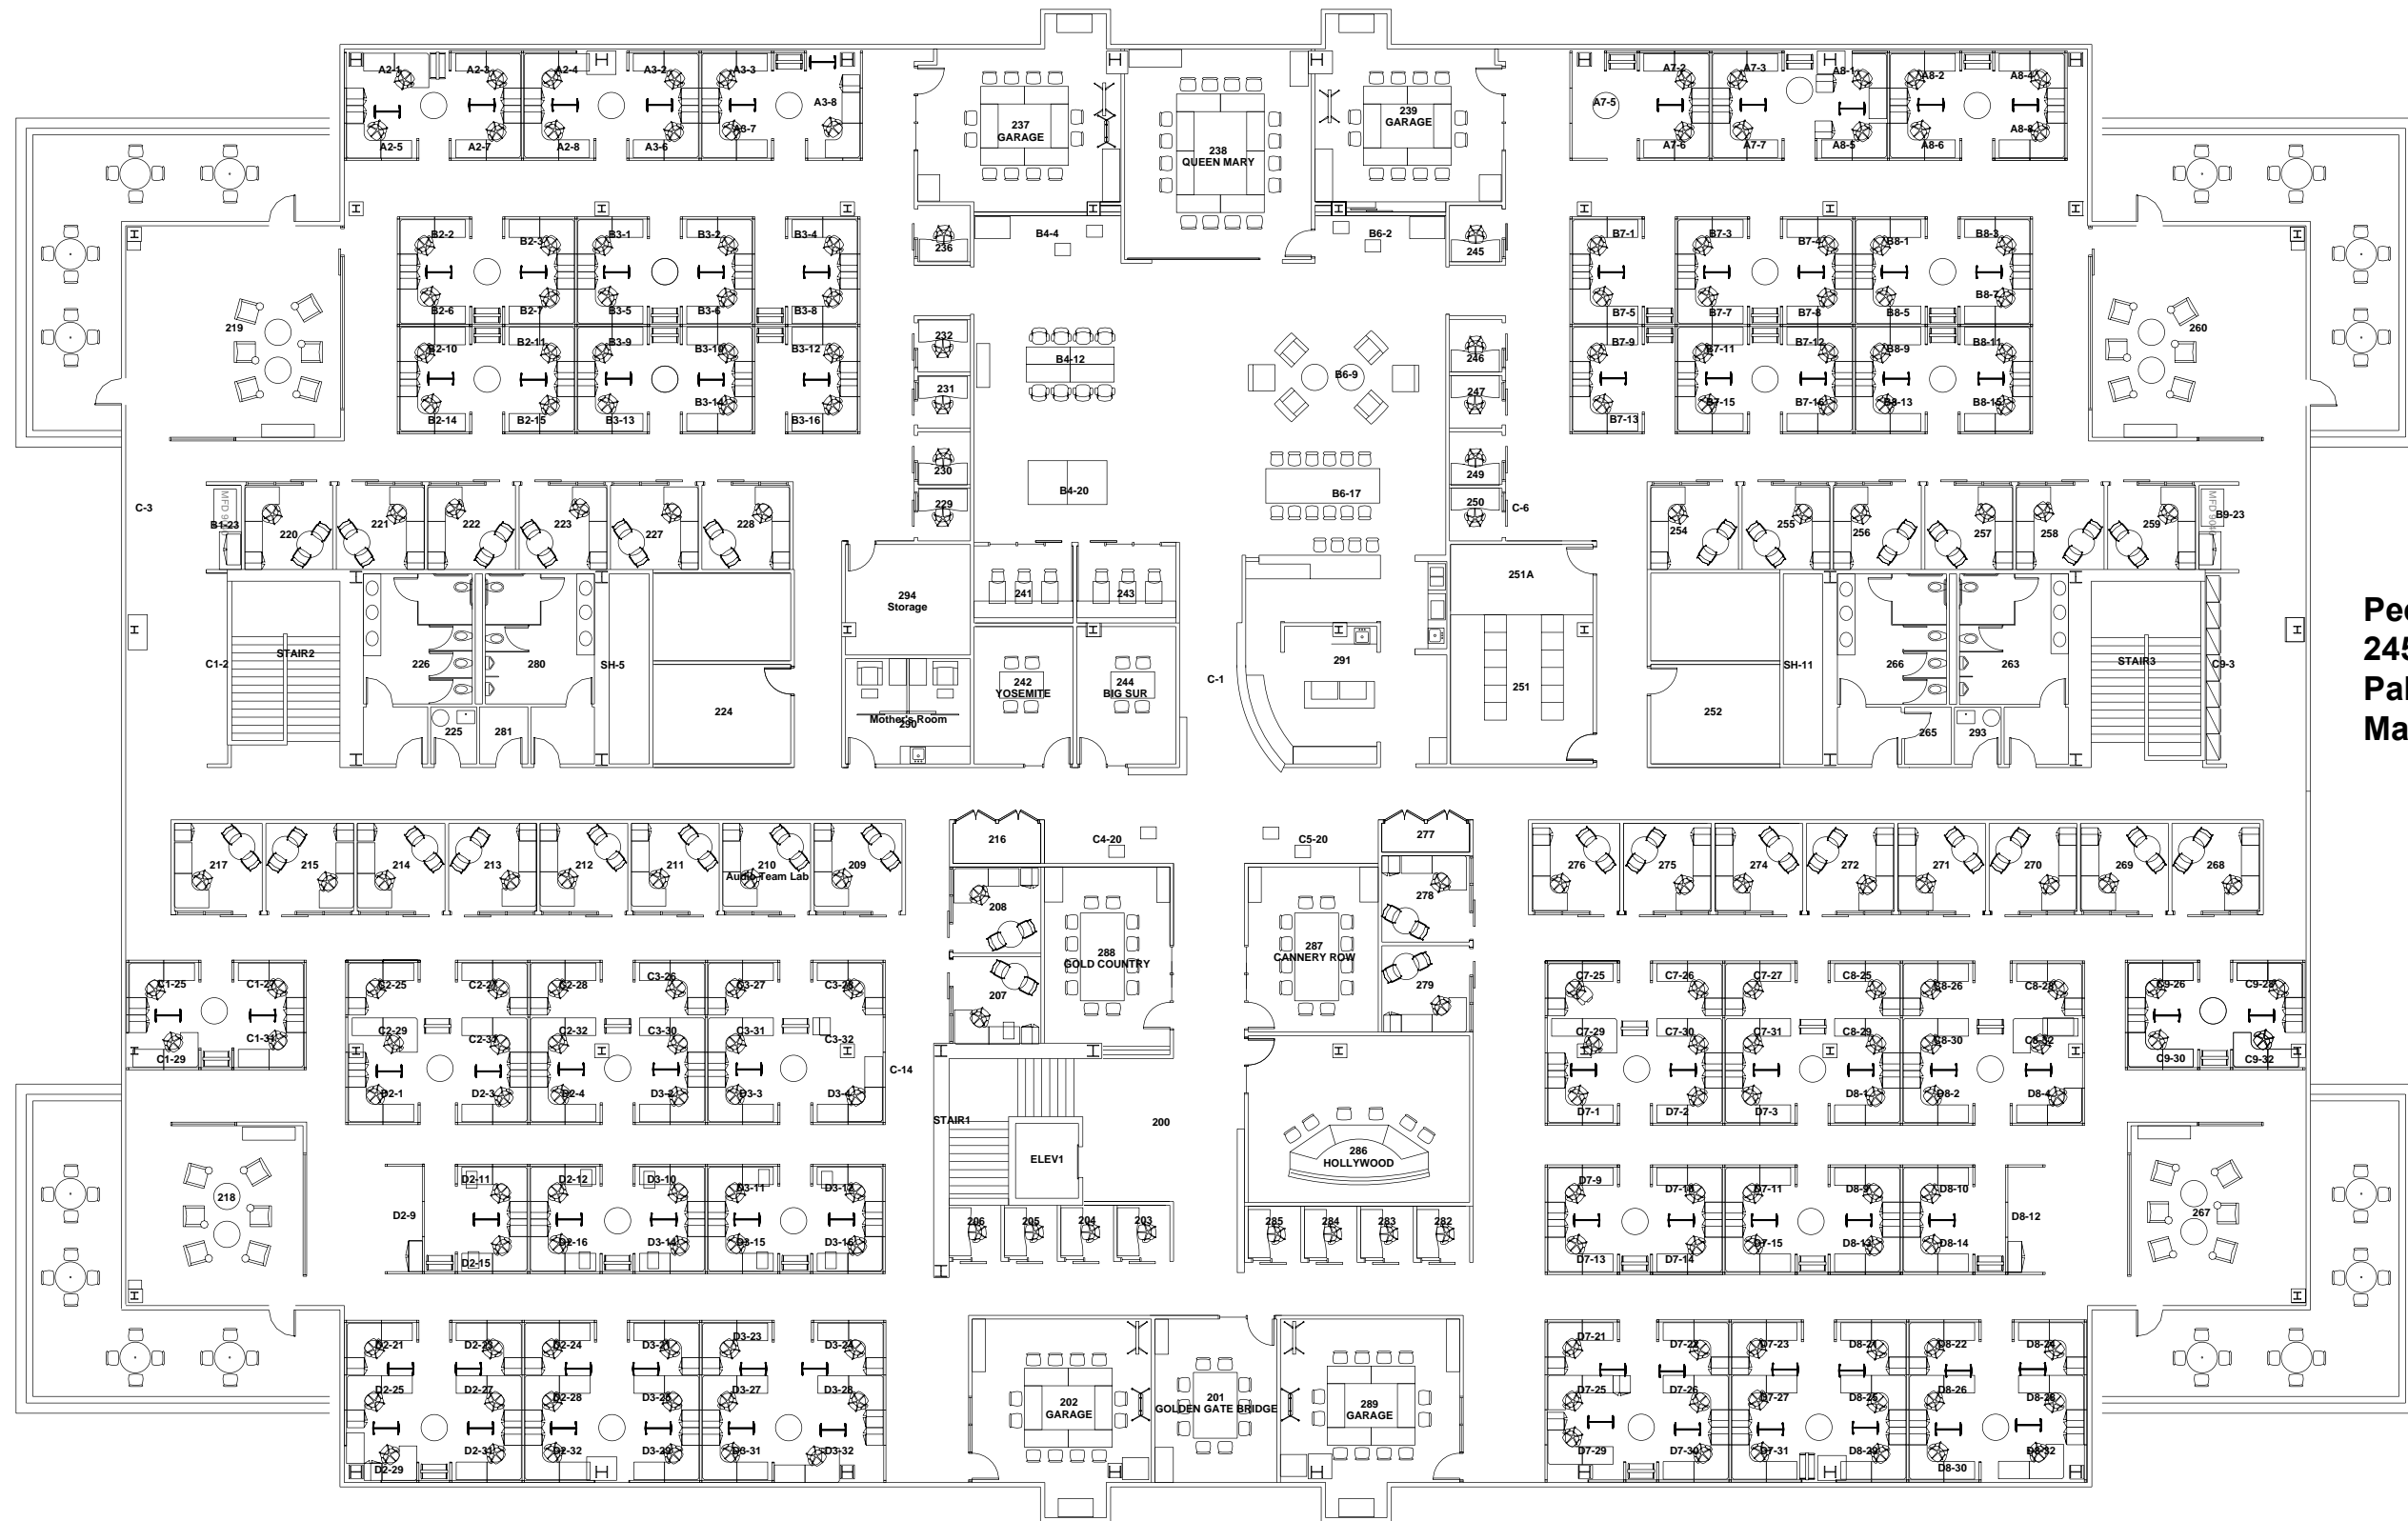 A2-1 A2-3 A2-4 A3-2 A3-3
A3-8
A3-7
A2-5 A2-7 A2-8 A3-6
237
GARAGE
238
QUEEN MARY
239
GARAGE
A7-2 A7-3 A8-1 A8-2 A8-4
A7-5
A8-8
A7-6 A7-7 A8-5 A8-6
B2-2 B2-3 B3-1 B3-2 B3-4
236 B4-4 B6-2 245
B7-1 B7-3 B7-4 B8-1 B8-3
B2-6 B2-7 B3-5 B3-6 B3-8
B8-7
B7-5 B7-7 B7-8 B8-5
219
260
B2-10 B2-11 B3-9 B3-10 B3-12
232 B4-12 246
B7-9 B7-11 B7-12 B8-9 B8-11
231 B6-9 247
B3-14
B7-15 B7-16 B8-13 B8-15
B2-14 B2-15 B3-13 B3-16
B7-13
230 249
B4-20 B6-17
C-3
229 250 C-6
MFD
B1-23 220 221 222 223 227 228
254 255 256 257 258 259 B9-23
294
Storage
241 243
251A
C1-2 STAIR2 226 280 SH-5
291
SH-11 266 263 STAIR3 C9-3
Peo
245
Pal
Ma
242
YOSEMITE
244
BIG SUR
C-1
251
224
Mother's Room
290
252
225 281
265 293
217 215 214 213 212 211 210 209
Audio Team Lab
216 C4-20 C5-20 277
276 275 274 272 271 270 269 268
208 278
288
GOLD COUNTRY
287
CANNERY ROW
207 279
C1-25 C1-27 C2-25 C2-27 C2-28 C3-26 C3-27 C3-28
C7-25 C7-26 C7-27 C8-25 C8-26 C8-28 C9-26 C9-28
C1-29 C1-31 C2-29 C2-31 C2-32 C3-30 C3-31 C3-32
C7-29 C7-30 C7-31 C8-29 C8-30 C8-32 C9-30 C9-32
C-14
D2-1 D2-3 D2-4 D3-2 D3-3 D3-4
D7-1 D7-2 D7-3 D8-1 D8-2 D8-4
STAIR1 200
ELEV1
286
HOLLYWOOD
D2-11 D2-12 D3-10 D3-11 D3-12
D7-9 D7-10 D7-11 D8-9 D8-10
218
D2-9
206 205 204 203 285 284 283 282
D8-12
267
D2-15 D2-16 D3-14 D3-15 D3-16
D7-13 D7-14 D7-15 D8-13 D8-14
D2-21 D2-23 D2-24 D3-21 D3-23 D3-24
D7-21 D7-22 D7-23 D8-21 D8-22 D8-24
D2-25 D2-27 D2-28 D3-26 D3-27 D3-28
D7-25 D7-26 D7-27 D8-25 D8-26 D8-28
202
GARAGE
201
GOLDEN GATE BRIDGE
289
GARAGE
D2-29 D2-31 D2-32 D3-29 D3-31 D3-32
D7-29 D7-30 D7-31 D8-29 D8-30 D8-32